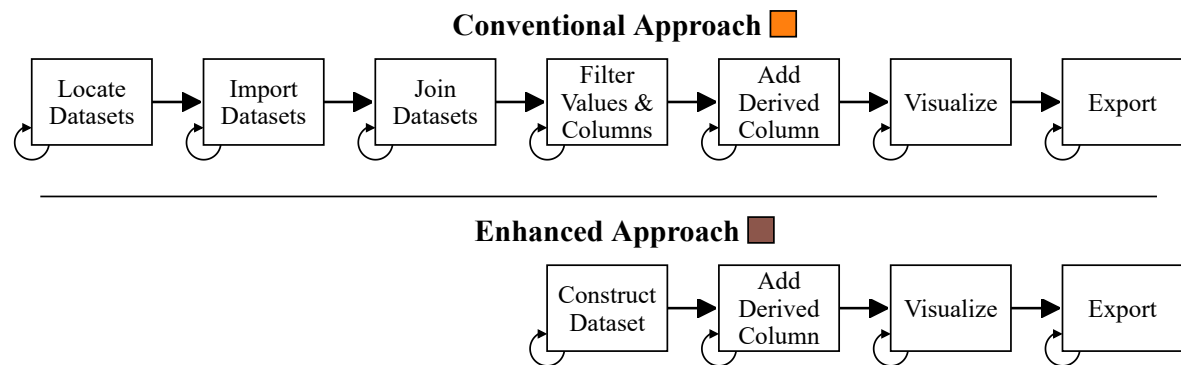 Conventional Approach
Locate
Datasets
Import
Datasets
Join
Datasets
Filter
Values &
Columns
Add
Derived
Column
Visualize
Export
Enhanced Approach
Construct
Dataset
Add
Derived
Column
Visualize
Export